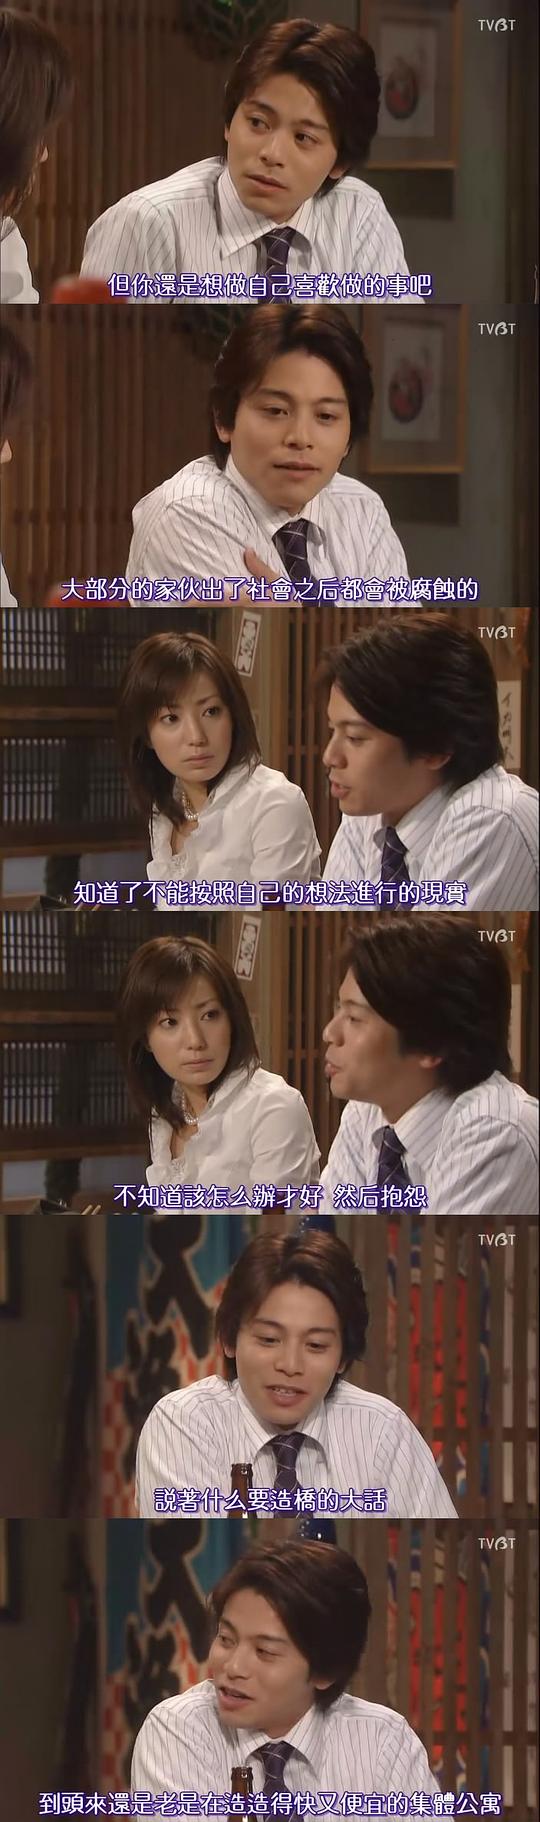 TVBT
但你還是想做自己喜歡做的事吧
TVBT
大部分的家伙出了社會之后都會被腐蝕的
TVBT
知道了不能按照自己的想法進行的現實
TVBT
不知道該怎么辦才好 然后抱怨
TVBT
説著什么要造橋的大話
TVBT
到頭來還是老是在造造得快又便宜的集體公寓